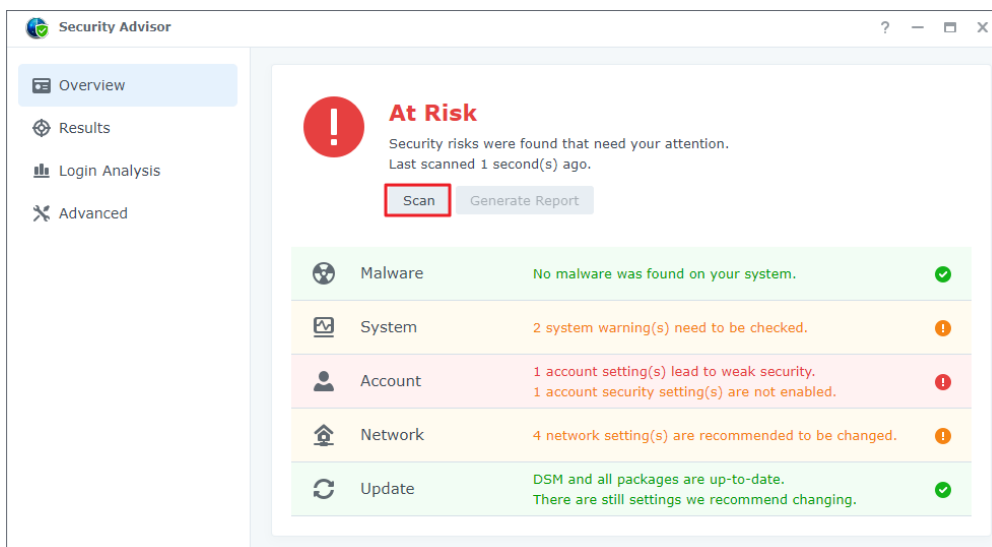 Security Advisor
?
Overview
Results
Login Analysis
Advanced
At Risk
Security risks were found that need your attention.
Last scanned 1 second(s) ago.
Scan Generate Report
Malware No malware was found on your system.
System 2 system warning(s) need to be checked.
Account 1 account setting(s) lead to weak security.
1 account security setting(s) are not enabled.
Network 4 network setting(s) are recommended to be changed.
Update DSM and all packages are up-to-date.
There are still settings we recommend changing.